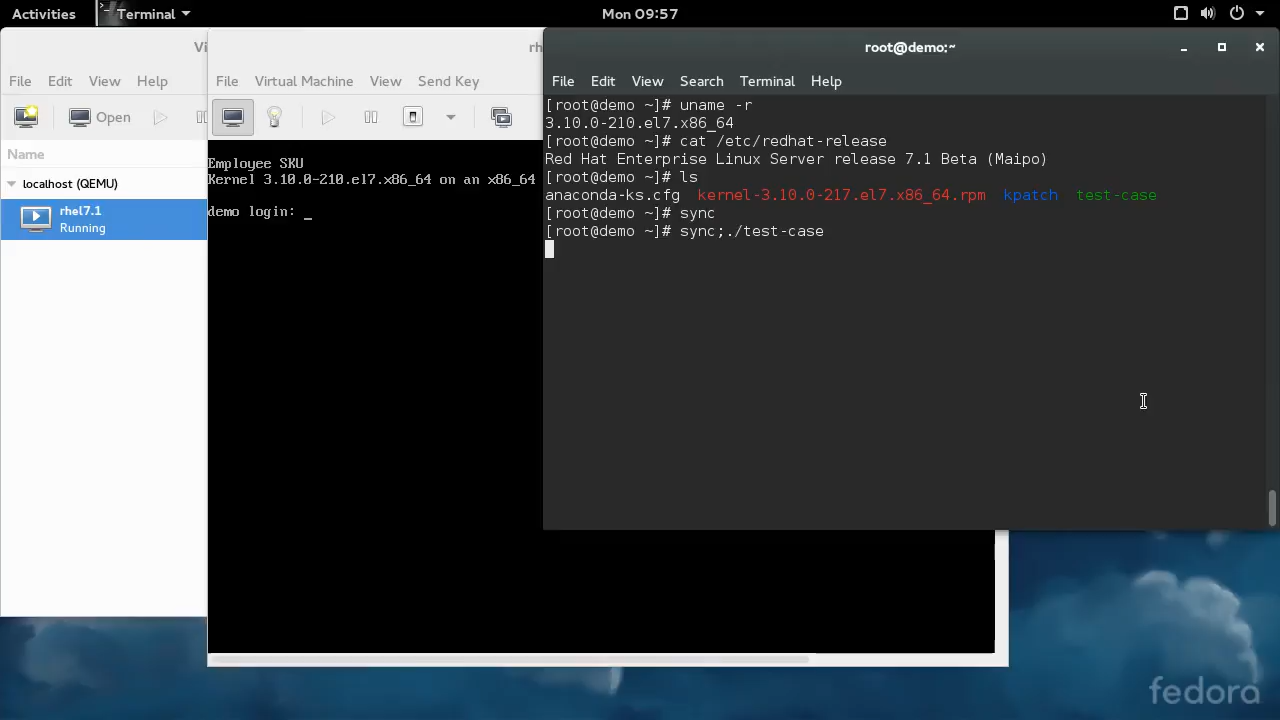 Activities Terminal Mon 09:57
Vi
File Edit View Help
Open
Name
localhost (QEMU)
rhel7.1
Running
rh
File Virtual Machine View Send Key
Employee SKU
Kernel 3.10.0-210.el7.x86_64 on an x86_64
demo login: _
root@demo:~
File Edit View Search Terminal Help
[root@demo ~]# uname -r
3.10.0-210.el7.x86_64
[root@demo ~]# cat /etc/redhat-release
Red Hat Enterprise Linux Server release 7.1 Beta (Maipo)
[root@demo ~]# ls
anaconda-ks.cfg kernel-3.10.0-217.el7.x86_64.rpm kpatch test-case
[root@demo ~]# sync
[root@demo ~]# sync;./test-case
fedora